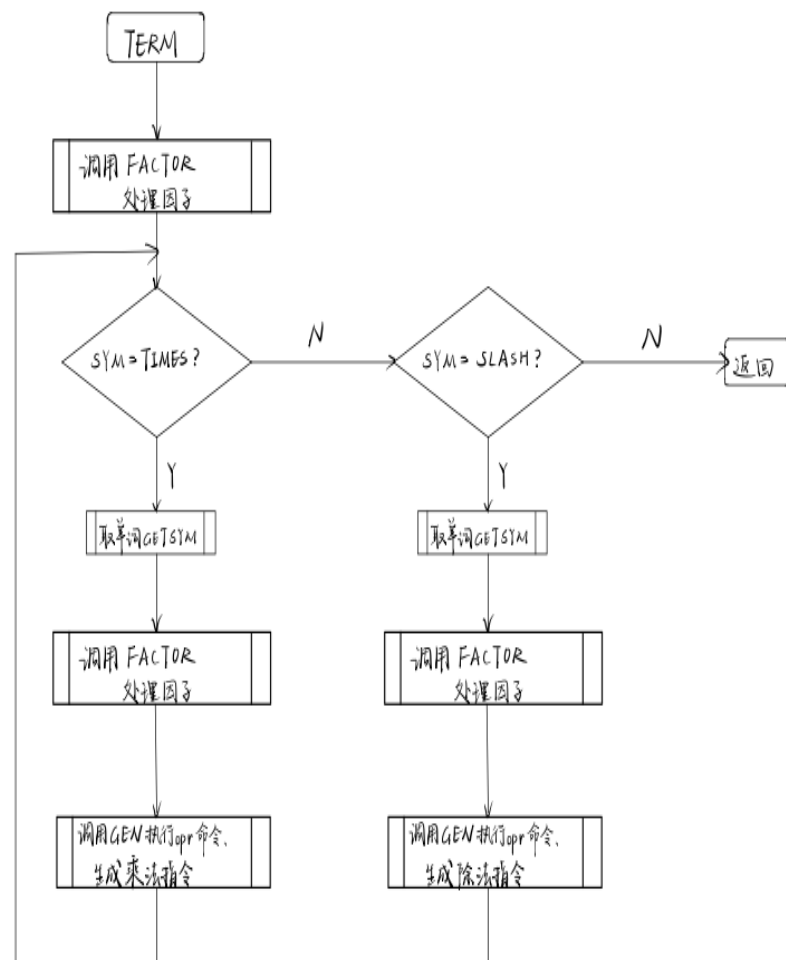 TERM
调用 FACTOR
处理因子
SYM=TIMES?
N
SYM=SLASH?
N
返回
Y
Y
取单词GETSYM
取单词GETSYM
调用 FACTOR
处理因子
调用 FACTOR
处理因子
调用GEN执行opr命令,
生成乘法指令
调用GEN执行opr命令,
生成除法指令